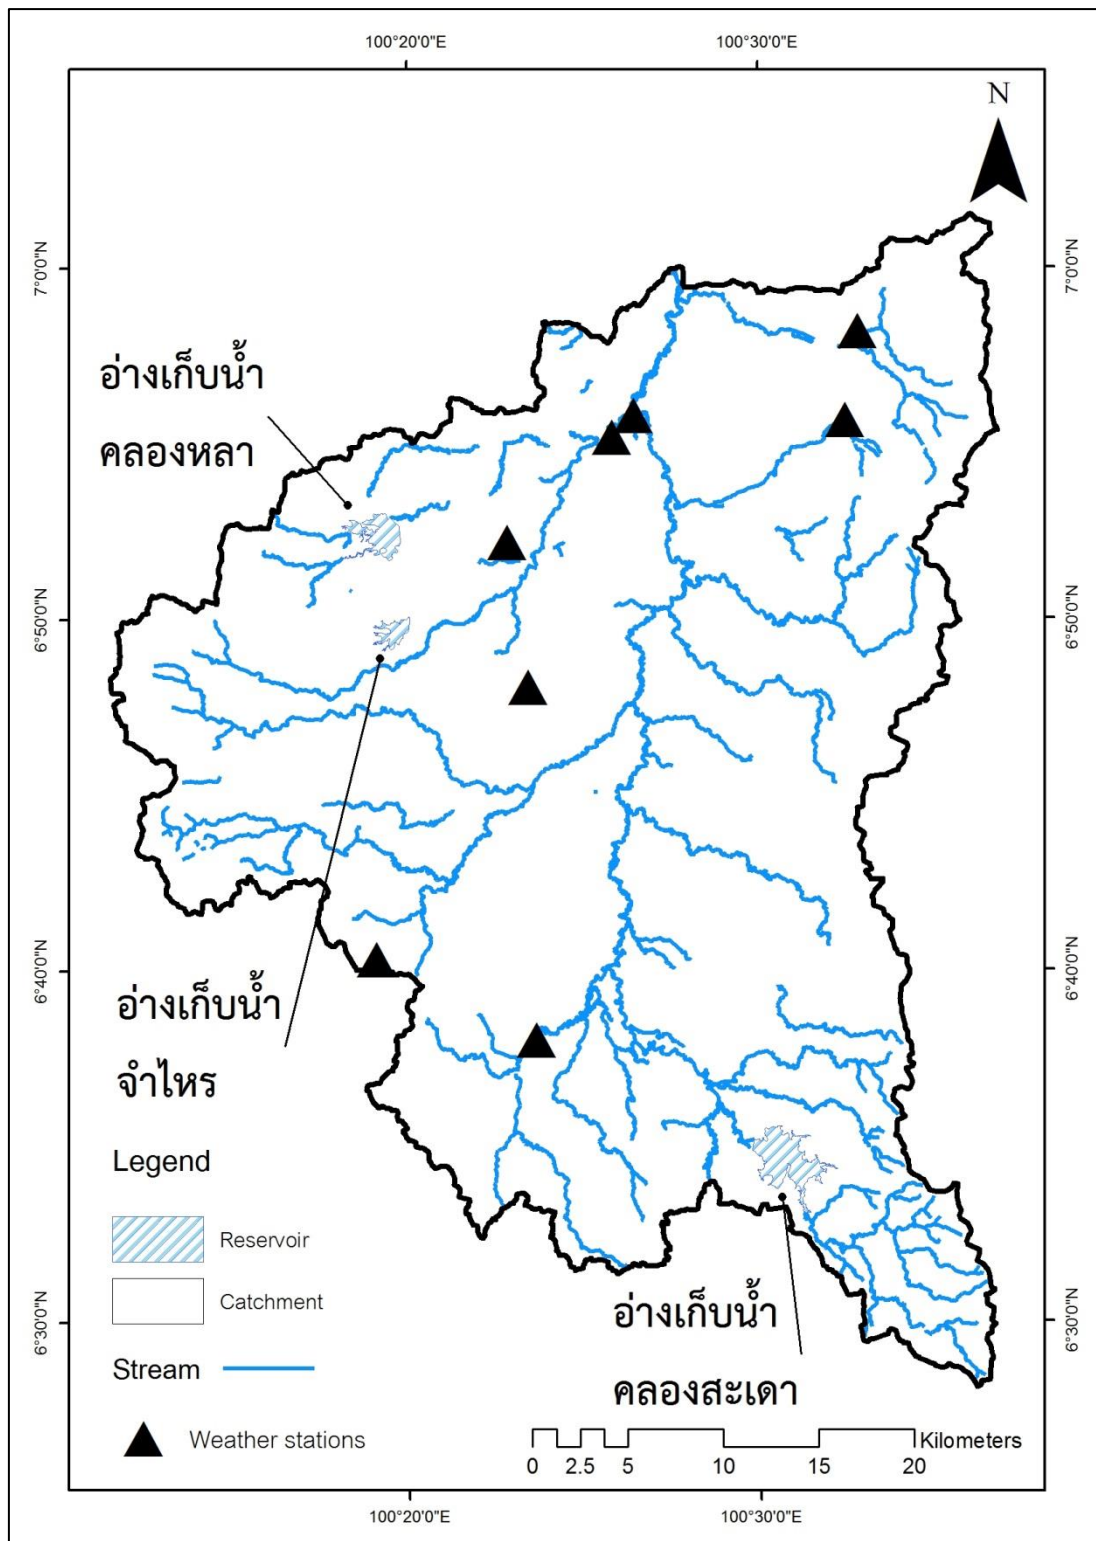 100°20'0"E 100°30'0"E
N
7°0'0"N 7°0'0"N
อ่างเก็บน้ำ
คลองหลา
6°50'0"N 6°50'0"N
6°40'0"N 6°40'0"N
อ่างเก็บน้ำ
จำไหร
Legend
Reservoir
Catchment
อ่างเก็บน้ำ
คลองสะเดา
6°30'0"N 6°30'0"N
Stream
Weather stations
Kilometers
0 2.5 5 10 15 20
100°20'0"E 100°30'0"E